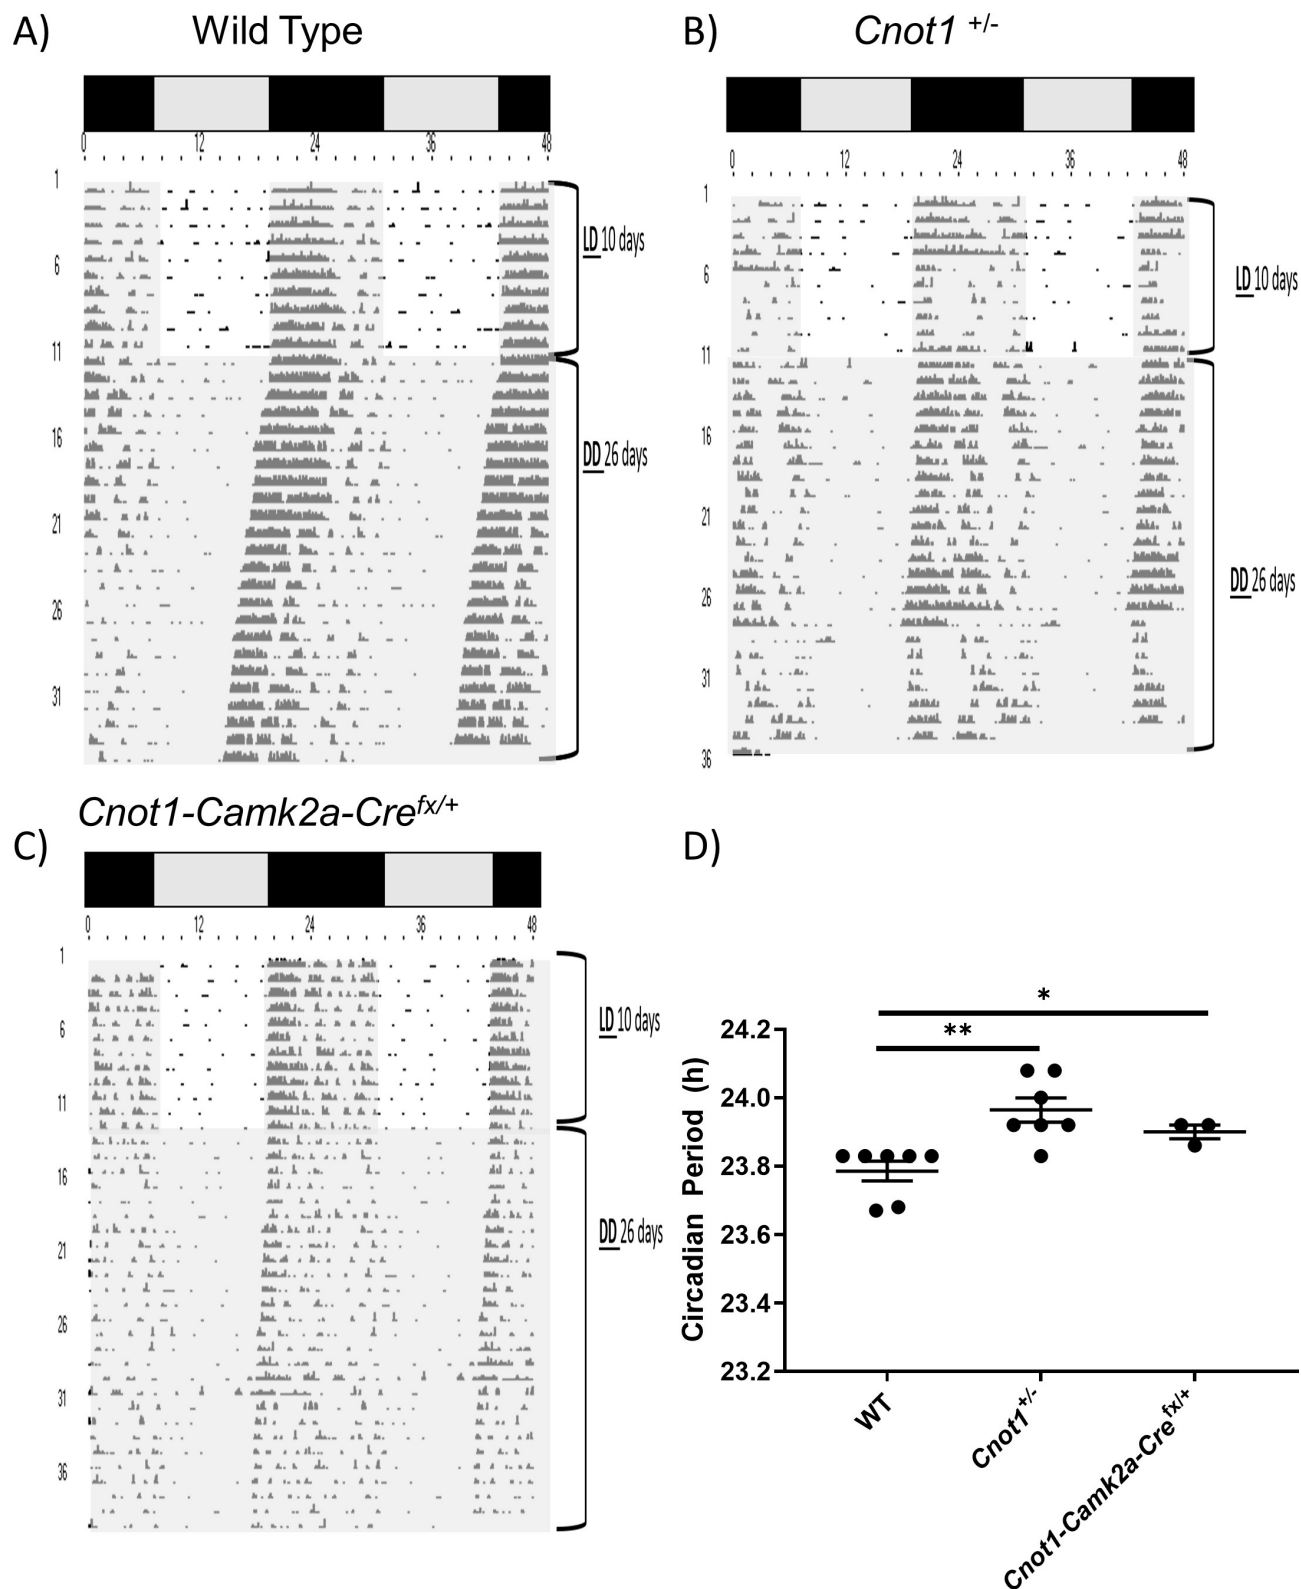 A)
Wild Type
0 12 24 36 48
1
6
11
16
21
26
31
LD 10 days
DD 26 days
B)
Cnot1 +/-
0 12 24 36 48
1
6
11
16
21
26
31
36
LD 10 days
DD 26 days
Cnot1-Camk2a-Cre fx/+
C)
0 12 24 36 48
1
6
11
16
21
26
31
36
LD 10 days
DD 26 days
D)
*
**
24.2
24.0
23.8
23.6
23.4
23.2
Circadian Period (h)
WT
Cnot1+/-
Cnot1-Camk2a-Cre fx/+